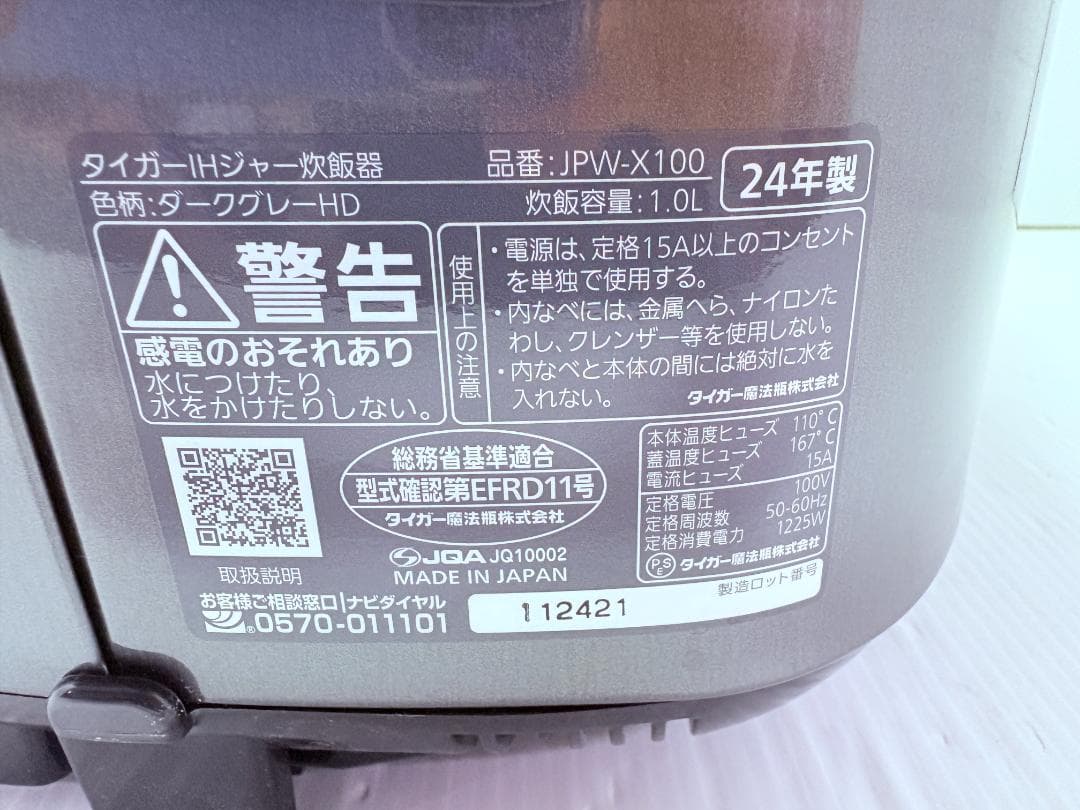 タイガーIHジャー炊飯器 品番:JPW-X100
色柄:ダークグレーHD 炊飯容量:1.0L
24年製
警告
感電のおそれあり
水につけたり、
水をかけたりしない。
使用上の注意
・電源は、定格15A以上のコンセント
を単独で使用する。
・内なべには、金属へら、ナイロンた
わし、クレンザー等を使用しない。
・内なべと本体の間には絶対に水を
入れない。
タイガー魔法瓶株式会社
取扱説明
総務省基準適合
型式確認第EFRD11号
タイガー魔法瓶株式会社
JQA JQ10002
MADE IN JAPAN
本体温度ヒューズ 110°C
蓋温度ヒューズ 167°C
電流ヒューズ 15A
定格電圧 100V
定格周波数 50-60Hz
定格消費電力 1225W
PSE タイガー魔法瓶株式会社
お客様ご相談窓口 ナビダイヤル
®0570-011101
112421
製造ロット番号